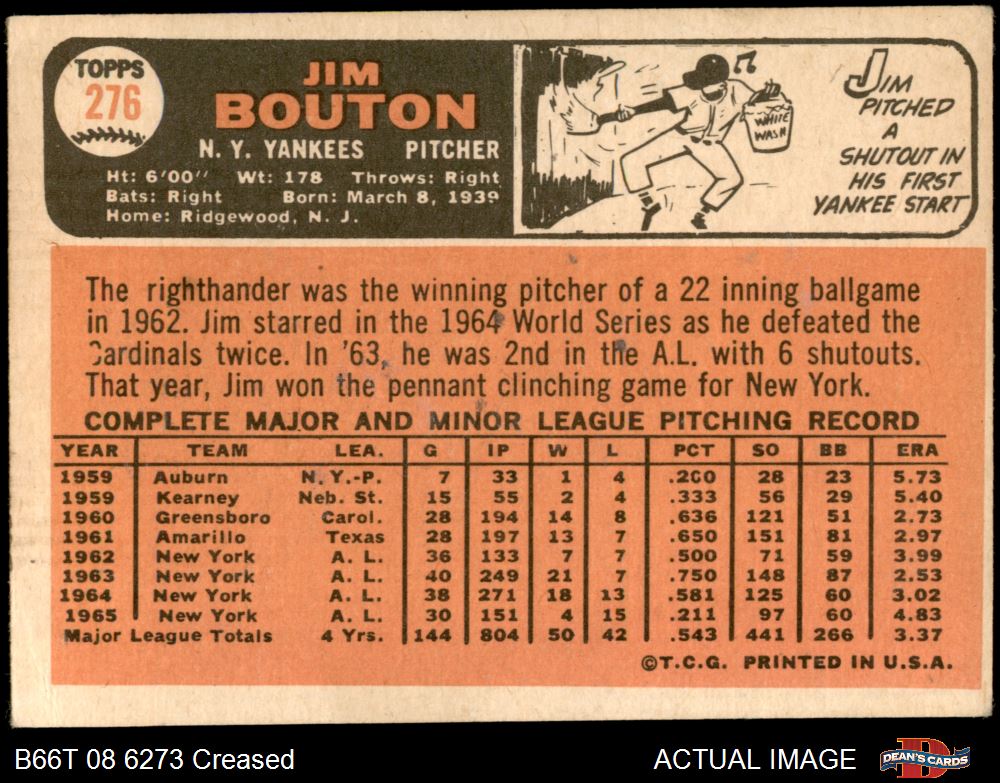 TOPPS
276
JIM
BOUTON
N. Y. YANKEES PITCHER
Ht: 6'00" Wt: 178 Throws: Right
Bats: Right Born: March 8, 1939
Home: Ridgewood, N. J.
WHITE
WASH
JIM
PITCHED
A
SHUTOUT IN
HIS FIRST
YANKEE START
The righthander was the winning pitcher of a 22 inning ballgame
in 1962. Jim starred in the 1964 World Series as he defeated the
Cardinals twice. In '63, he was 2nd in the A.L. with 6 shutouts.
That year, Jim won the pennant clinching game for New York.
COMPLETE MAJOR AND MINOR LEAGUE PITCHING RECORD
YEAR TEAM LEA. G IP W L PCT SO BB ERA
1959 Auburn N. Y.-P. 7 33 1 4 .200 28 23 5.73
1959 Kearney Neb. St. 15 55 2 4 .333 56 29 5.40
1960 Greensboro Carol. 28 194 14 8 .636 121 51 2.73
1961 Amarillo Texas 28 197 13 7 .650 151 81 2.97
1962 New York A. L. 36 133 7 7 .500 71 59 3.99
1963 New York A. L. 40 249 21 7 .750 148 87 2.53
1964 New York A. L. 38 271 18 13 .581 125 60 3.02
1965 New York A. L. 30 151 4 15 .211 97 60 4.83
Major League Totals 4 Yrs. 144 804 50 42 .543 441 266 3.37
©T.C.G. PRINTED IN U.S.A.
B66T 08 6273 Creased ACTUAL IMAGE
DEAN'S CARDS